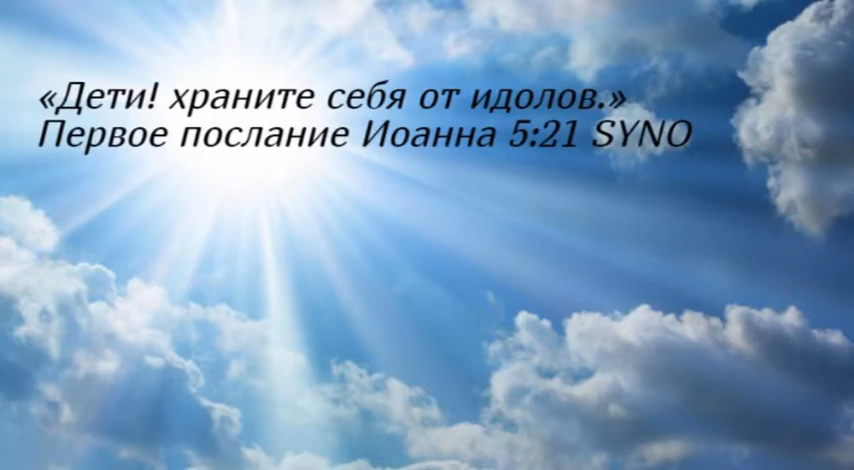 «Дети! храните себя от идолов.»
Первое послание Иоанна 5:21 SYNO